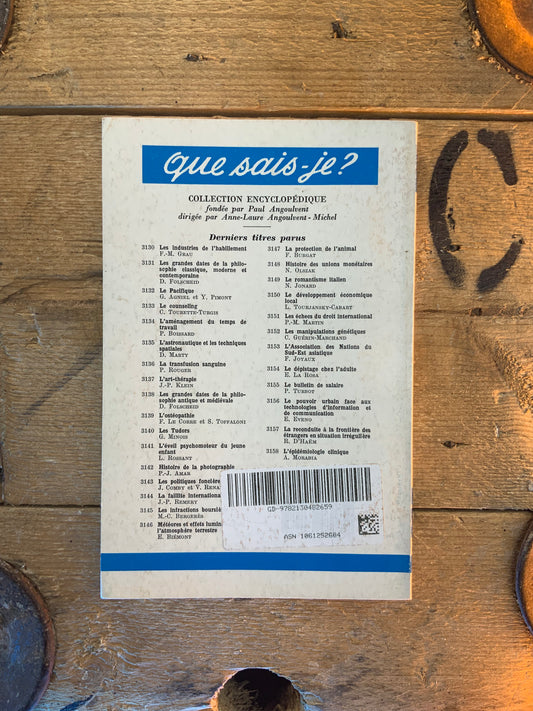 que sais-je?
COLLECTION ENCYCLOPÉDIQUE
fondée par Paul Angoulvent
dirigée par Anne-Laure Angoulvent-Michel
Derniers titres parus
3130 Les industries de l'habillement
F.-M. GRAU
3131 Les grandes dates de la philo-
sophie classique, moderne et
contemporaine
D. FOLSCHEID
3132 Le Pacifique
G. AGNIEL et Y. PIMONT
3133 Le counseling
C. TOURETTE-TURGIS
3134 L'aménagement du temps de
travail
P. BOISSARD
3135 L'astronautique et les techniques
spatiales
D. MARTY
3136 La transfusion sanguine
P. ROUGER
3137 L'art-thérapie
J.-P. KLEIN
3138 Les grandes dates de la philo-
sophie antique et médiévale
D. FOLSCHEID
3139 L'ostéopathie
F. LE CORRE et S. TOFFALONI
3140 Les Tudors
G. MINOIS
3141 L'éveil psychomoteur du jeune
enfant
L. ROSSANT
3142 Histoire de la photographie
P.-J. AMAR
3143 Les politiques foncière
J. COMBY et V. RENA
3144 La faillite international
J.-P. REMERY
3145 Les infractions boursiè
M.-C. BERGERÈS
3146 Météores et effets lumin
l'atmosphère terrestre
E. BIÉMONT
3147 La protection de l'animal
F. BURGAT
3148 Histoire des unions monétaires
N. OLSZAK
3149 Le romantisme italien
N. JONARD
3150 Le développement économique
local
L. TOURJANSKY-CABART
3151 Les échecs du droit international
P.-M. MARTIN
3152 Les manipulations génétiques
C. GUÉRIN-MARCHAND
3153 L'Association des Nations du
Sud-Est asiatique
F. JOYAUX
3154 Le dépistage chez l'adulte
E. LA ROSA
3155 Le bulletin de salaire
P. TURBOT
3156 Le pouvoir urbain face aux
technologies d'information et
de communication
E. EVENO
3157 La reconduite à la frontière des
étrangers en situation irrégulière
R. D'HAËM
3158 L'épidémiologie clinique
A. MORABIA
GD-9782130482659
ASN 1061252684
C